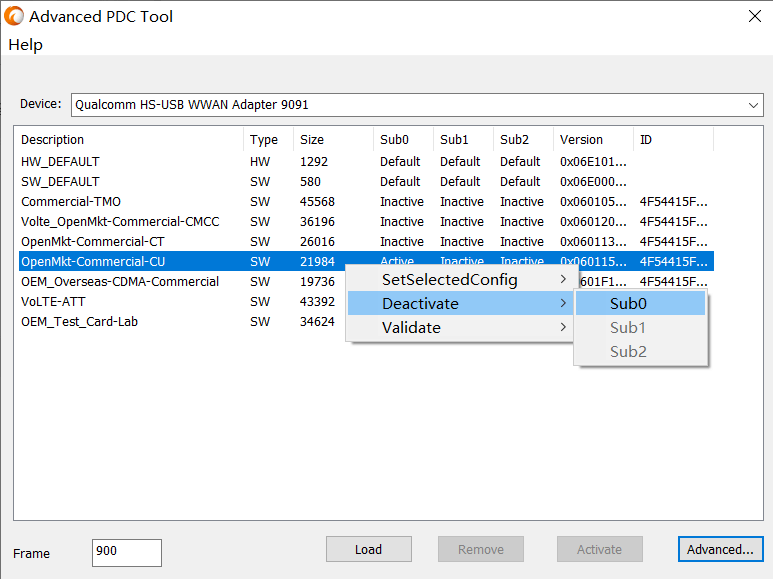 Advanced PDC Tool
Help
Device: Qualcomm HS-USB WWAN Adapter 9091
Description Type Size Sub0 Sub1 Sub2 Version ID
HW_DEFAULT HW 1292 Default Default Default 0x06E101...
SW_DEFAULT SW 580 Default Default Default 0x06E000...
Commercial-TMO SW 45568 Inactive Inactive Inactive 0x060105... 4F54415F...
Volte_OpenMkt-Commercial-CMCC SW 36196 Inactive Inactive Inactive 0x060120... 4F54415F...
OpenMkt-Commercial-CT SW 26016 Inactive Inactive Inactive 0x060113... 4F54415F...
OpenMkt-Commercial-CU SW 21984 Active Inactive Inactive 0x060115... 4F54415F...
OEM_Overseas-CDMA-Commercial SW 19736 SetSelectedConfig 601F1... 4F54415F...
VoLTE-ATT SW 43392 Deactivate Sub0
OEM_Test_Card-Lab SW 34624 Validate Sub1
Sub2
Frame 900 Load Remove Activate Advanced...